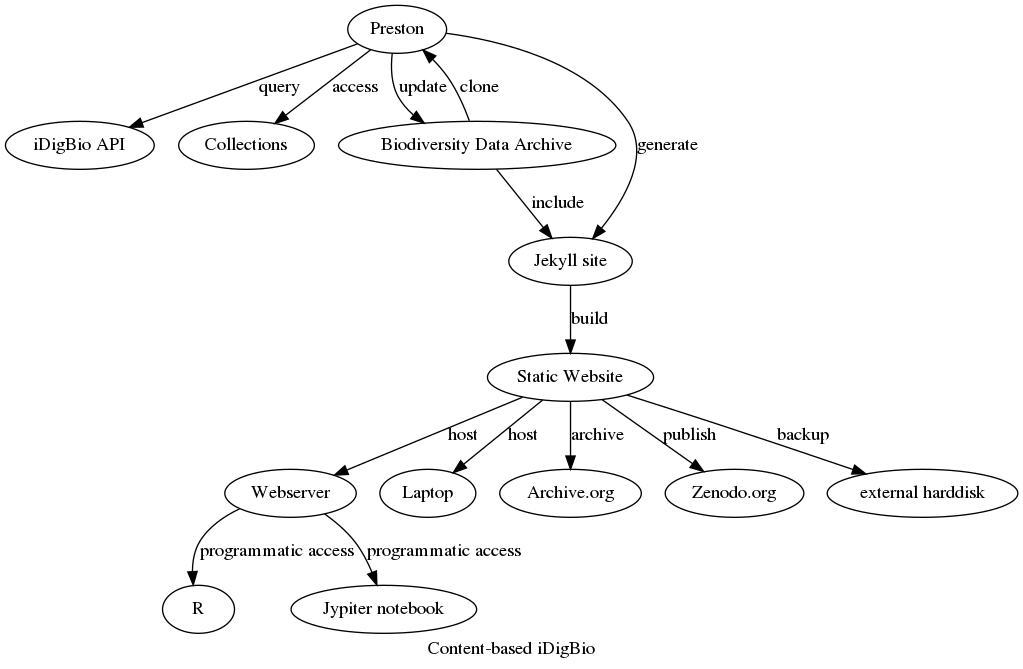 Preston
query
access
update
clone
iDigBio API
Collections
Biodiversity Data Archive
generate
include
Jekyll site
build
Static Website
host
host
archive
publish
backup
Webserver
Laptop
Archive.org
Zenodo.org
external harddisk
programmatic access
programmatic access
R
Jypiter notebook
Content-based iDigBio